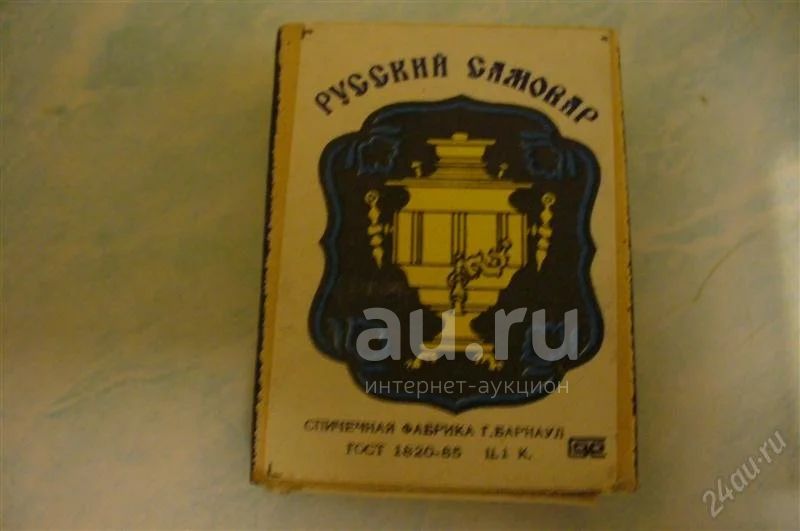 РУССКИЙ САМОВАР
au.ru
интернет-аукцион
СПИЧЕЧНАЯ ФАБРИКА Г. БАРНАУЛ
ГОСТ 1820-85 Ц.1 К.
24au.ru